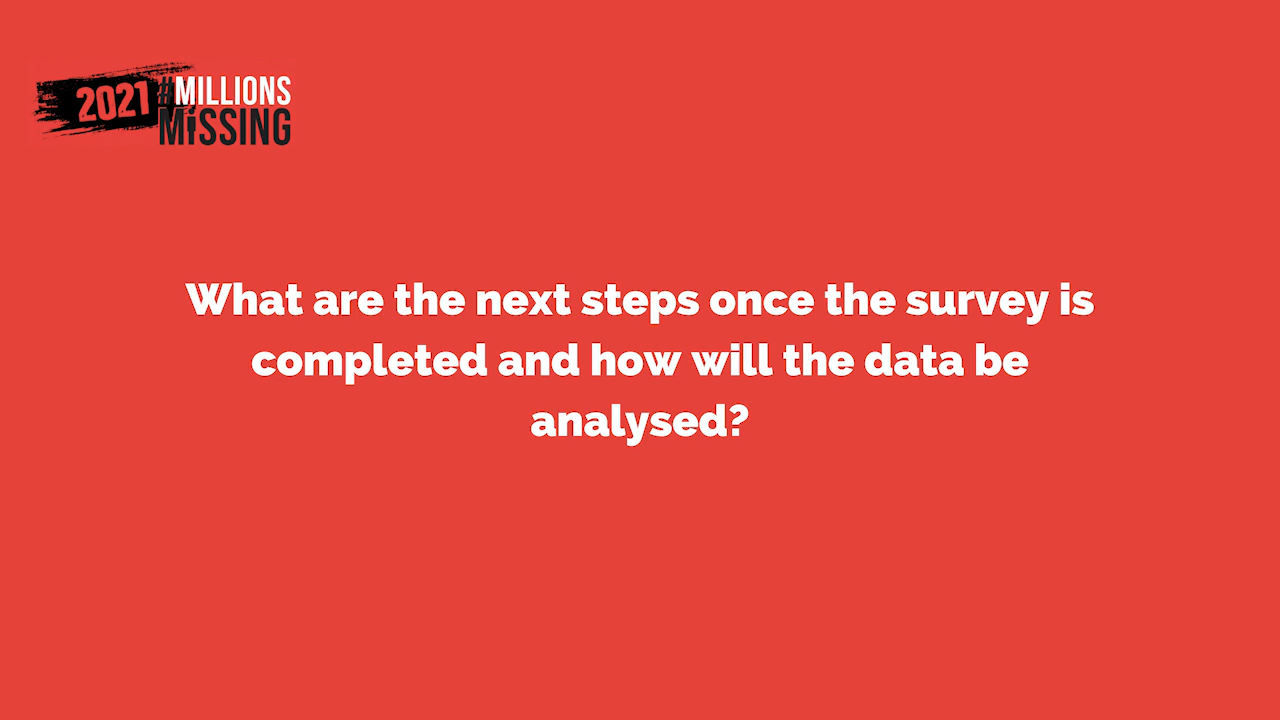 2021 #MILLIONS
MiSSING
What are the next steps once the survey is
completed and how will the data be
analysed?